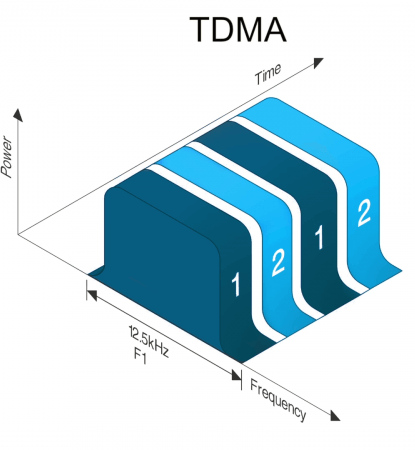 TDMA
Time
Power
1
2
1
2
12.5kHz
F1
Frequency